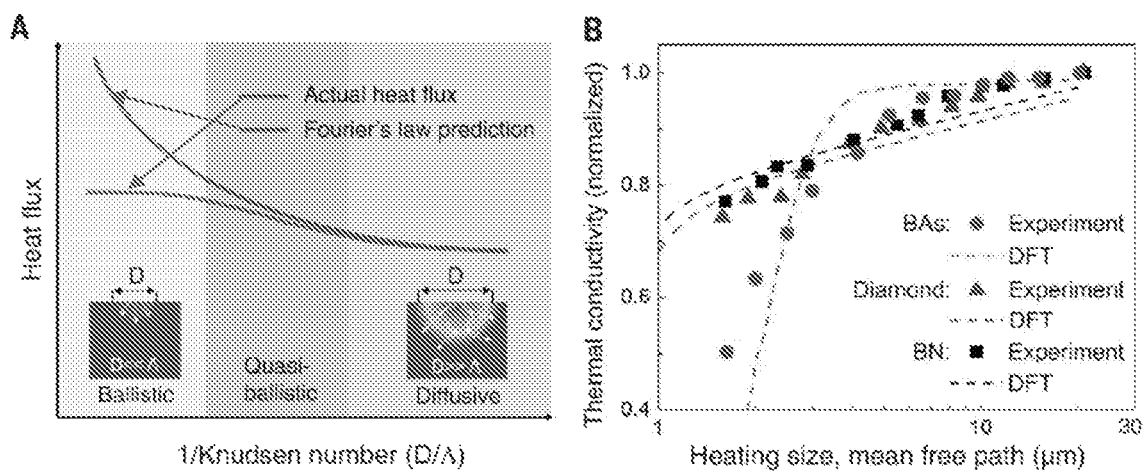 A
Heat flux
Actual heat flux
Fourier's law prediction
D
D
Ballistic
Quasi-
ballistic
Diffusive
1/Knudsen number (D/Λ)
B
Thermal conductivity (normalized)
1.0
0.8
0.6
0.4
BAs: Experiment
DFT
Diamond: Experiment
DFT
BN: Experiment
DFT
1
10
30
Heating size, mean free path (μm)